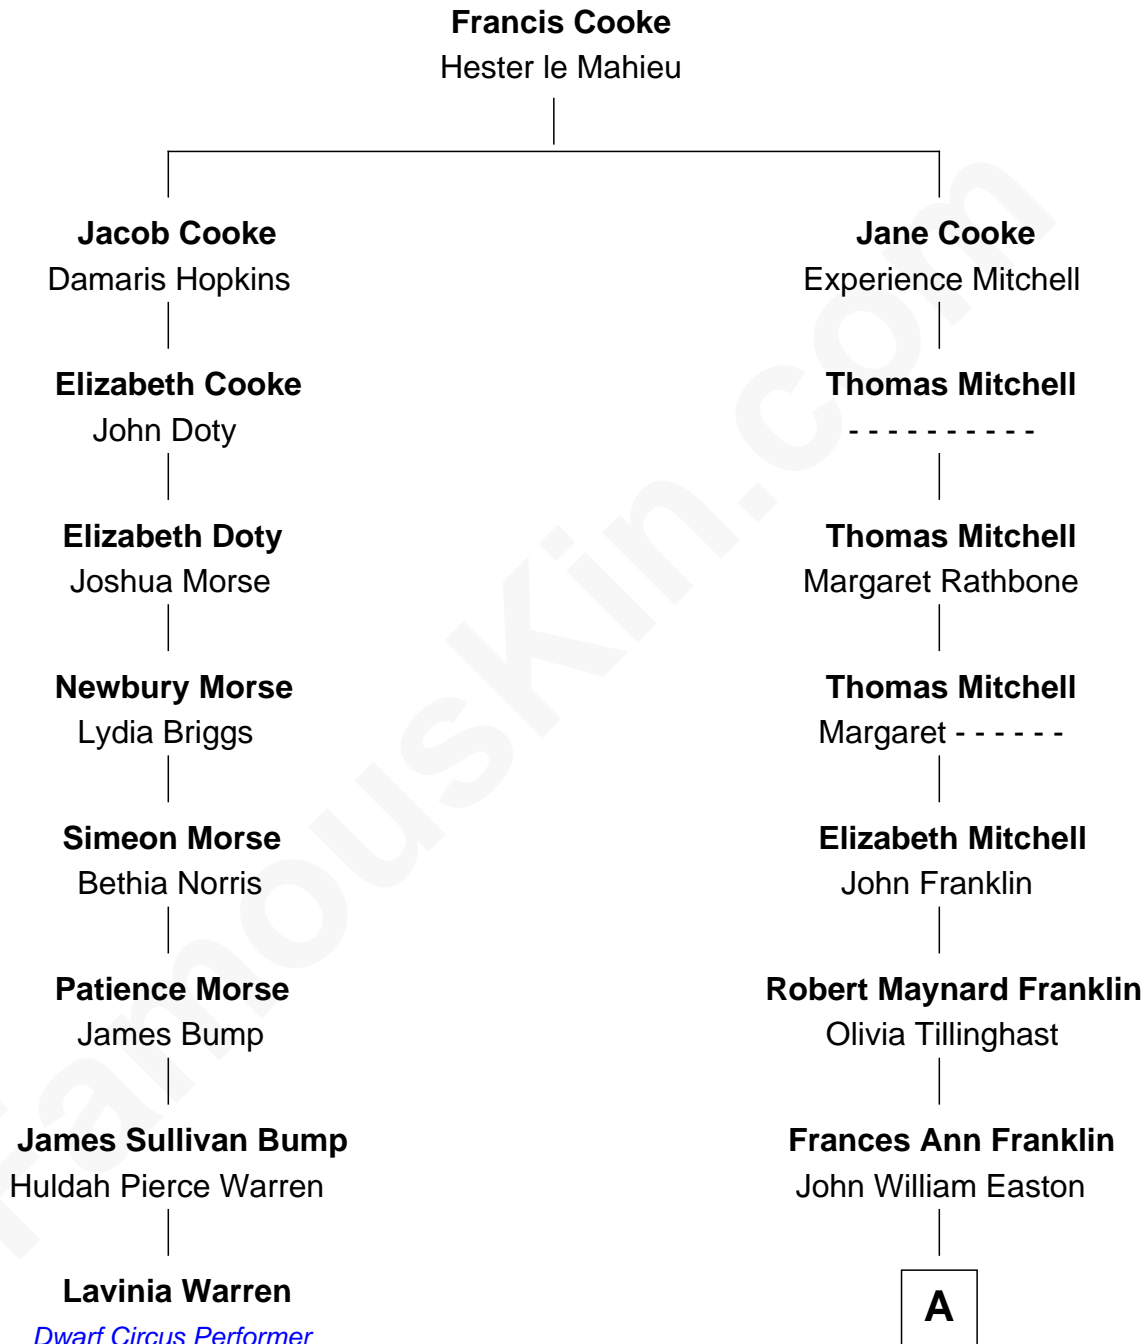 Francis Cooke
Hester le Mahieu
Jacob Cooke
Damaris Hopkins
Elizabeth Cooke
John Doty
Elizabeth Doty
Joshua Morse
Newbury Morse
Lydia Briggs
Simeon Morse
Bethia Norris
Patience Morse
James Bump
James Sullivan Bump
Huldah Pierce Warren
Lavinia Warren
Dwarf Circus Performer
Jane Cooke
Experience Mitchell
Thomas Mitchell
- - - - - - - - - -
Thomas Mitchell
Margaret Rathbone
Thomas Mitchell
Margaret - - - - - -
Elizabeth Mitchell
John Franklin
Robert Maynard Franklin
Olivia Tillinghast
Frances Ann Franklin
John William Easton
A
FamousKin.com